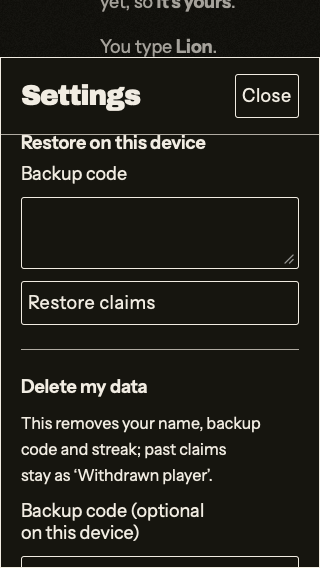 yet, so it's yours.
You type Lion.
Settings
Close
Restore on this device
Backup code
Restore claims
Delete my data
This removes your name, backup
code and streak; past claims
stay as ‘Withdrawn player’.
Backup code (optional
on this device)